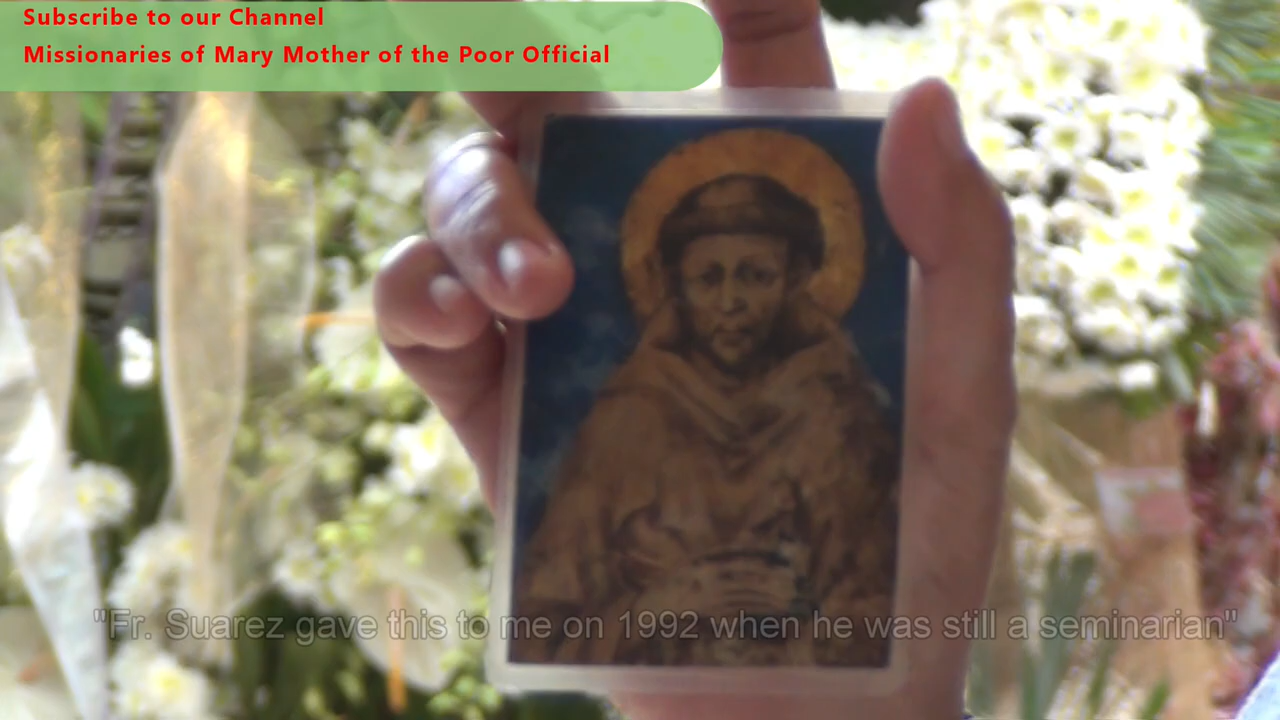 Subscribe to our Channel
Missionaries of Mary Mother of the Poor Official
"Fr. Suarez gave this to me on 1992 when he was still a seminarian"